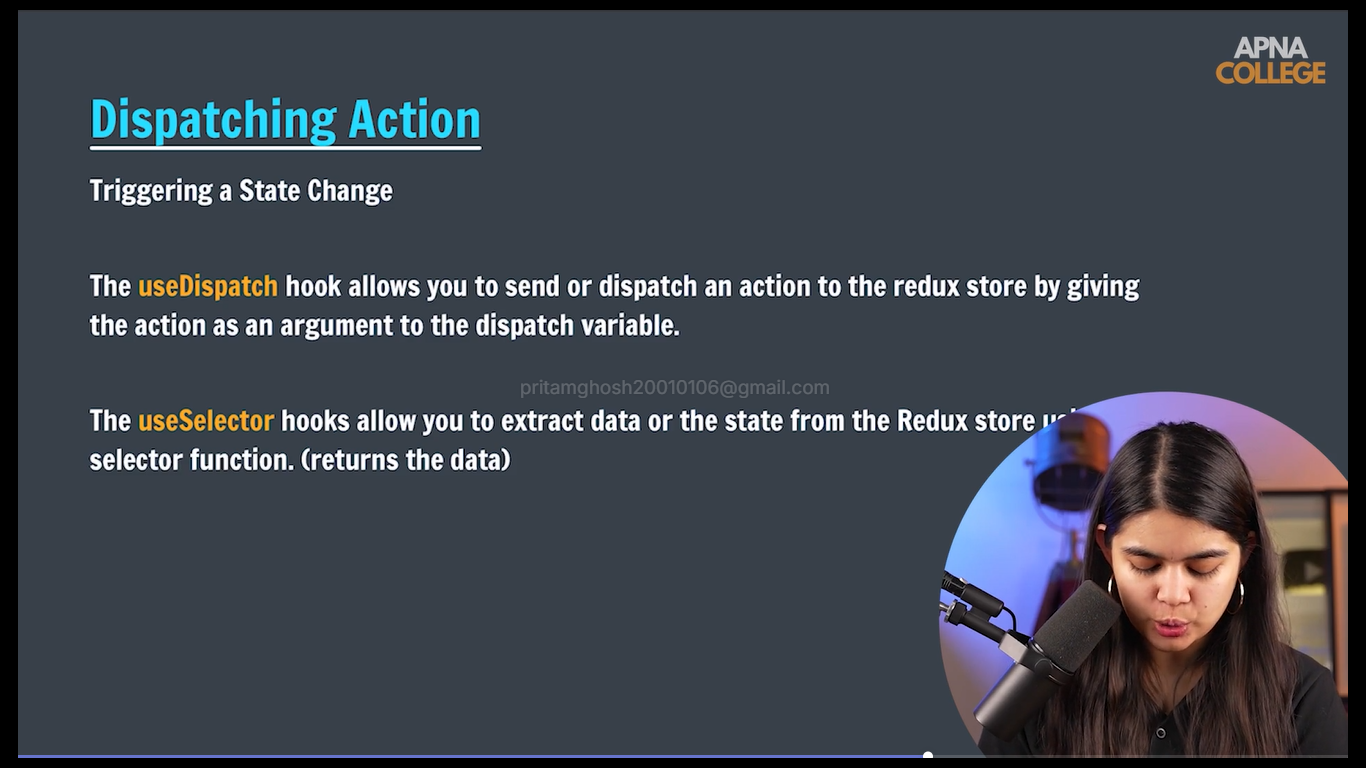 APNA
COLLEGE
Dispatching Action
Triggering a State Change
The useDispatch hook allows you to send or dispatch an action to the redux store by giving
the action as an argument to the dispatch variable.
pritamghosh20010106@gmail.com
The useSelector hooks allow you to extract data or the state from the Redux store
selector function. (returns the data)